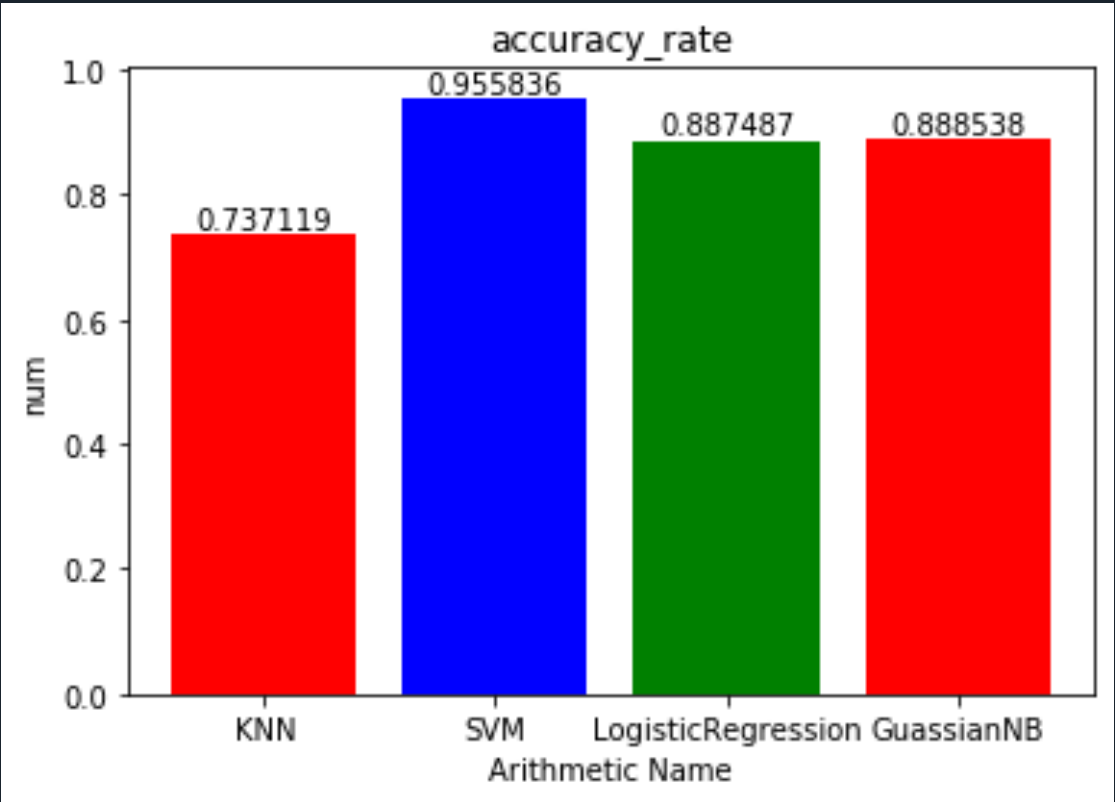 accuracy_rate
1.0
0.8
0.6
0.4
0.2
0.0
num
0.737119
0.955836
0.887487
0.888538
KNN
SVM
LogisticRegression
GuassianNB
Arithmetic Name